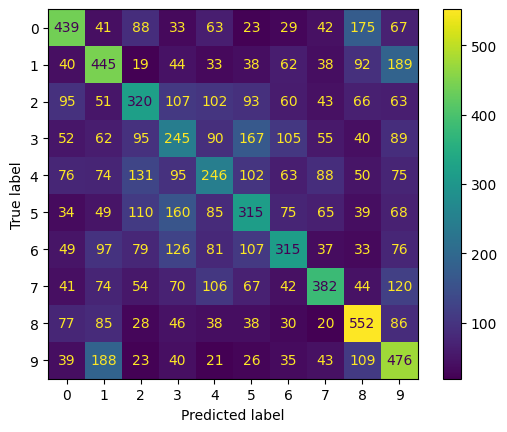 0 439 41 88 33 63 23 29 42 175 67
1 40 445 19 44 33 38 62 38 92 189
2 95 51 320 107 102 93 60 43 66 63
3 52 62 95 245 90 167 105 55 40 89
4 76 74 131 95 246 102 63 88 50 75
5 34 49 110 160 85 315 75 65 39 68
6 49 97 79 126 81 107 315 37 33 76
7 41 74 54 70 106 67 42 382 44 120
8 77 85 28 46 38 38 30 20 552 86
9 39 188 23 40 21 26 35 43 109 476
0 1 2 3 4 5 6 7 8 9
True label
Predicted label
500
400
300
200
100